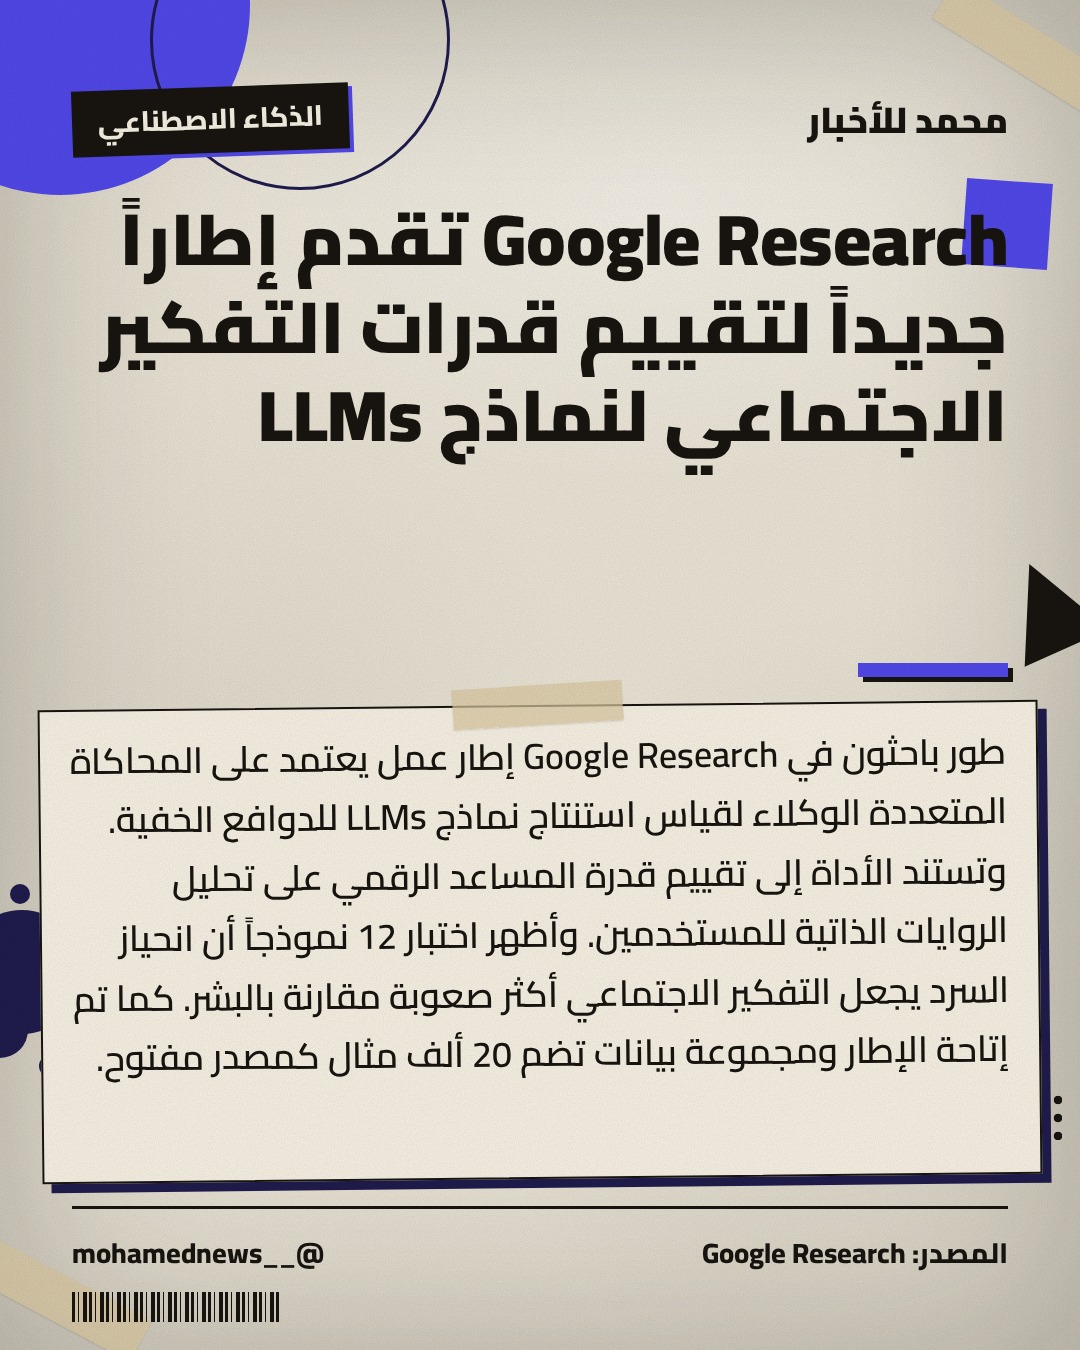 محمد للأخبار
الذكاء الاصطناعي
Google Research تقدم إطاراً
جديداً لتقييم قدرات التفكير
الاجتماعي لنماذج LLMs
طور باحثون في Google Research إطار عمل يعتمد على المحاكاة
المتعددة الوكلاء لقياس استنتاج نماذج LLMs للدوافع الخفية.
وتستند الأداة إلى تقييم قدرة المساعد الرقمي على تحليل
الروايات الذاتية للمستخدمين. وأظهر اختبار 12 نموذجاً أن انحياز
السرد يجعل التفكير الاجتماعي أكثر صعوبة مقارنة بالبشر. كما تم
إتاحة الإطار ومجموعة بيانات تضم 20 ألف مثال كمصدر مفتوح.
المصدر: Google Research
mohamednews__@